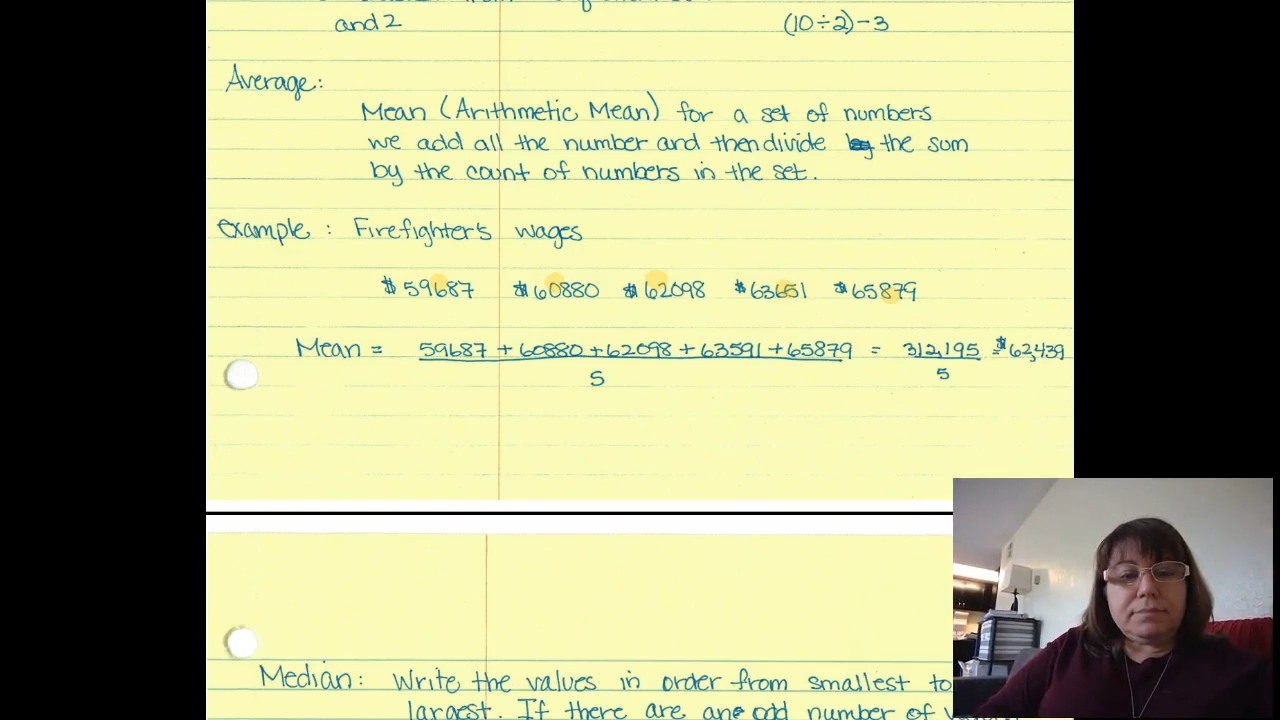 and 2 (10÷2)-3
Average:
Mean (Arithmetic Mean) for a set of numbers
we add all the number and then divide the sum
by the count of numbers in the set.
Example: Firefighter's wages
$59687 $60880 $62098 $63651 $65879
Mean = 59687 + 60880 + 62098 + 63591 + 65879 = 312,195 = $62,439
5 5
Median: Write the values in order from smallest to
largest. If there are an odd number of